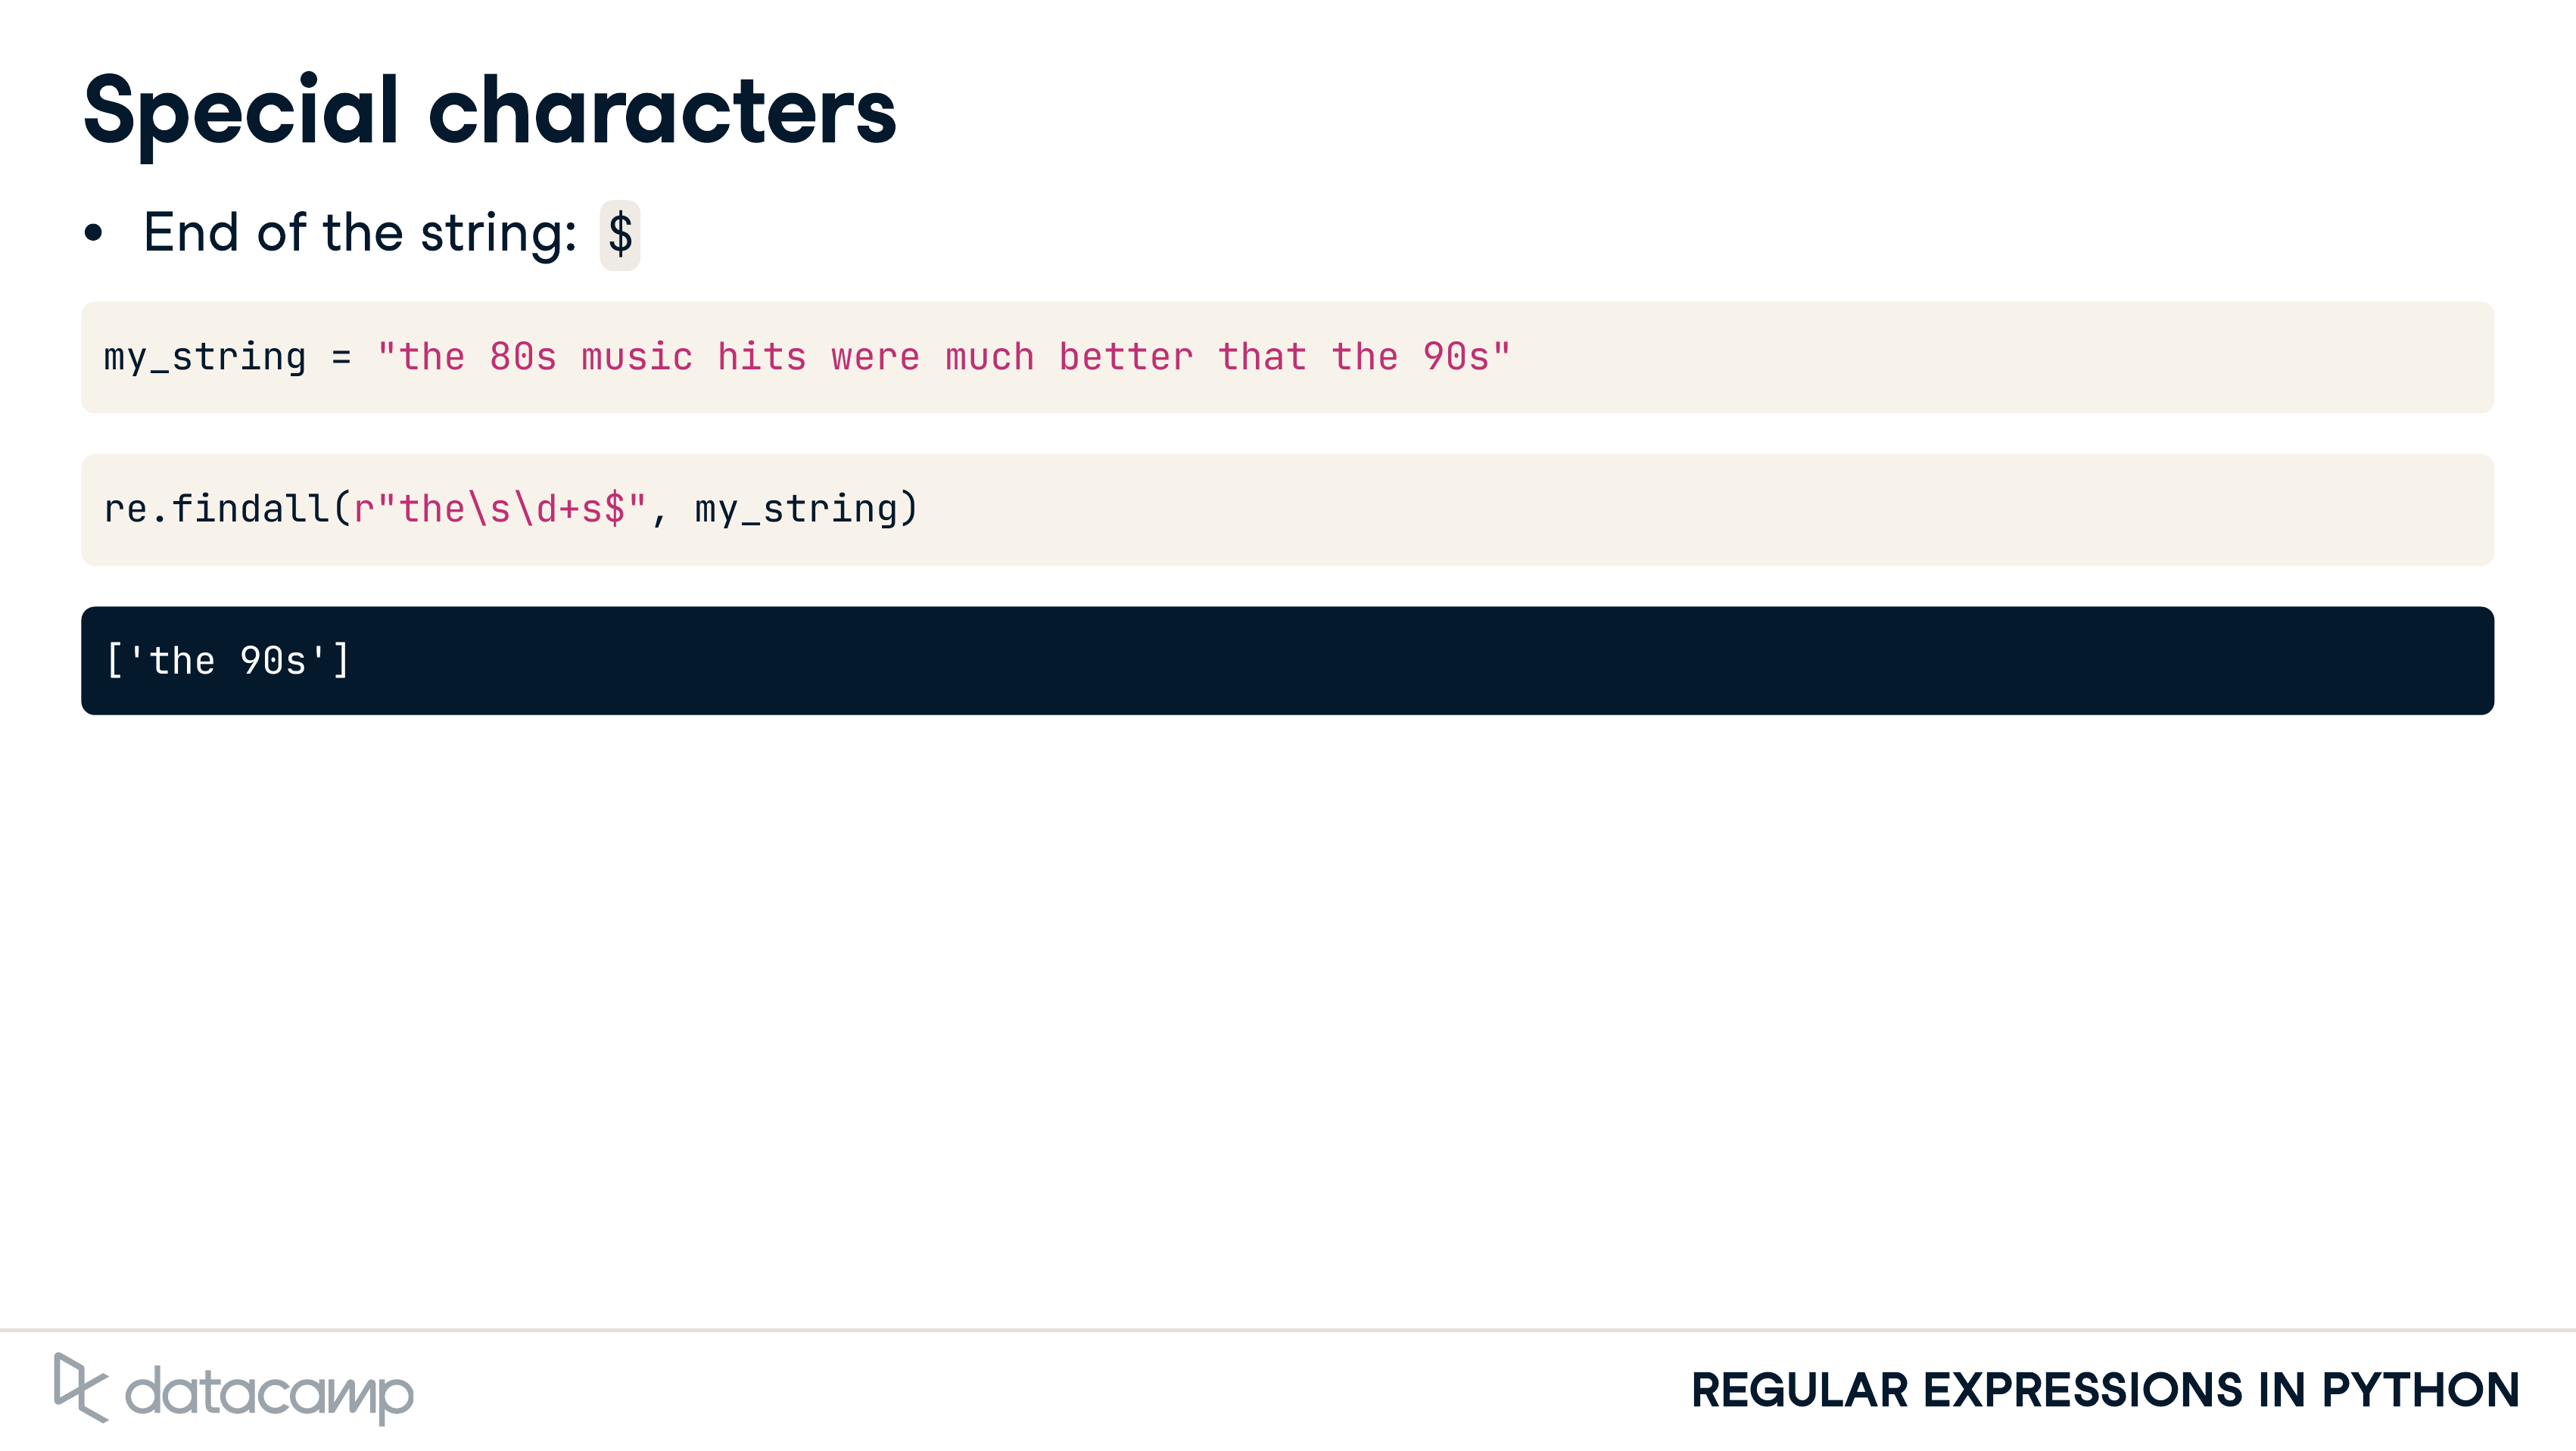 Special characters
• End of the string: $
my_string = "the 80s music hits were much better that the 90s"
re.findall(r"the\s\d+s$", my_string)
['the 90s']
datacamp
REGULAR EXPRESSIONS IN PYTHON